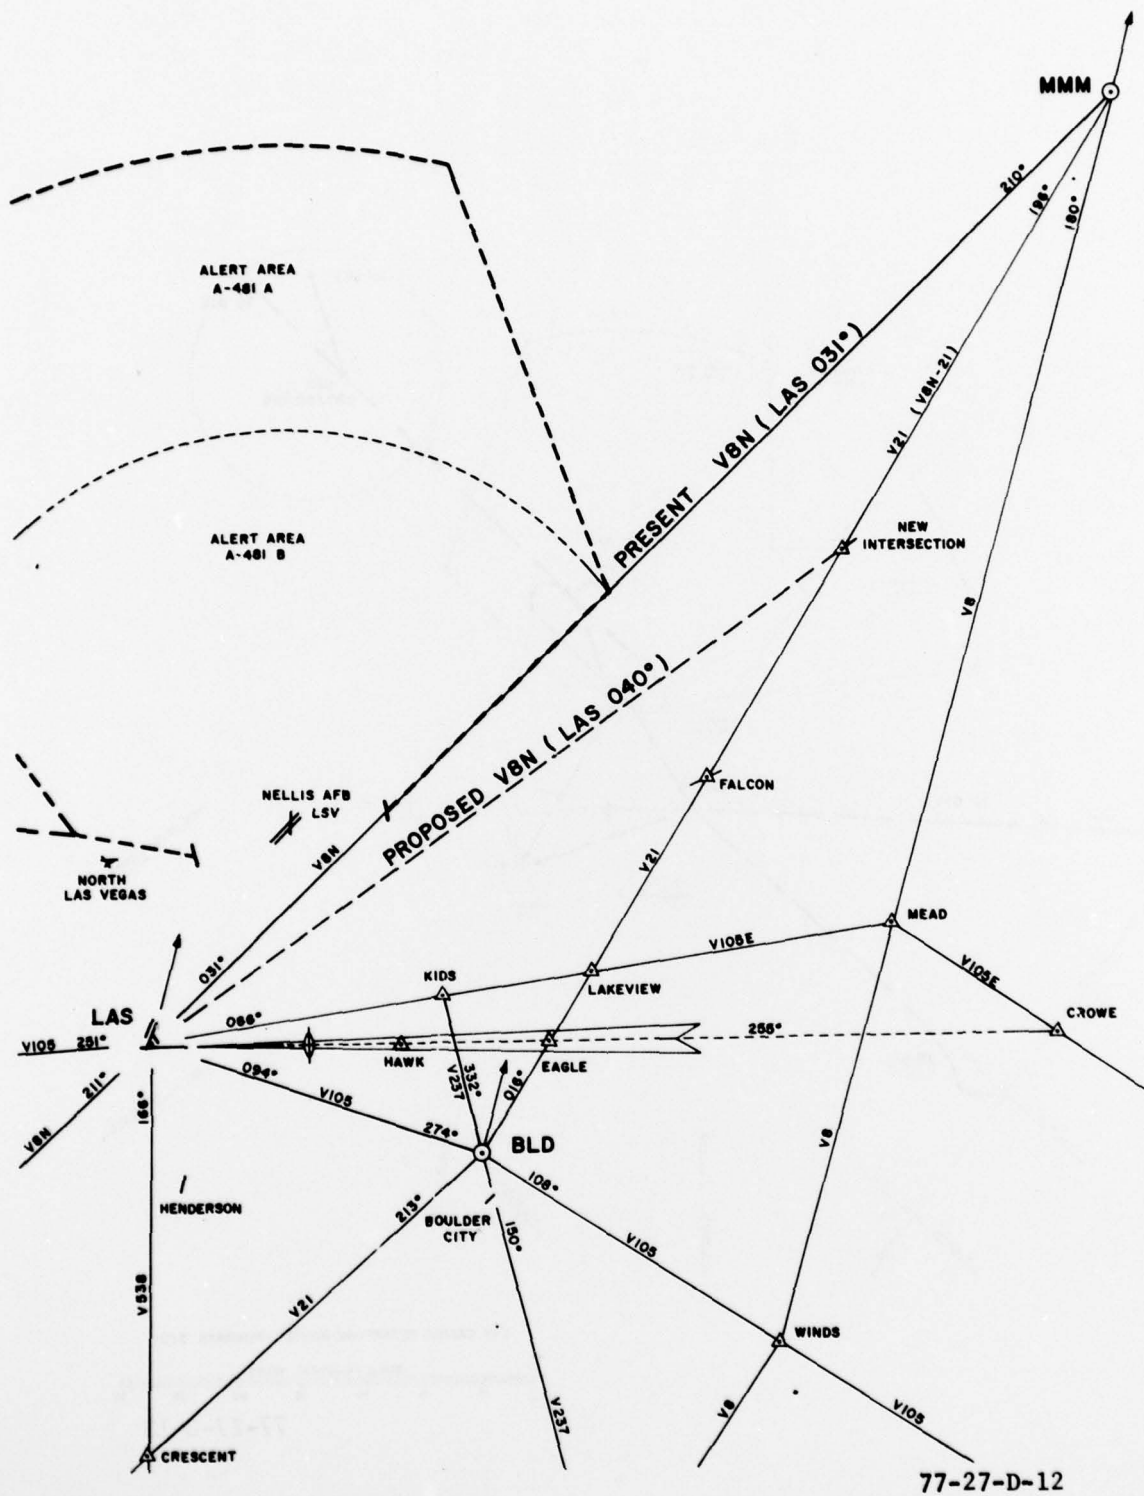 MMM
210°
196°
180°
ALERT AREA
A-481 A
PRESENT V8N ( LAS 031° )
V21 ( V8N-21 )
ALERT AREA
A-481 B
NEW
INTERSECTION
V8
PROPOSED V8N ( LAS 040° )
FALCON
NELLIS AFB
LSV
V8N
NORTH
LAS VEGAS
V21
MEAD
V105E
V105E
KIDS
LAKEVIEW
031°
LAS
066°
CROWE
V105
251°
255°
HAWK
EAGLE
094°
332°
V237
016°
211°
V105
V8N
166°
274°
BLD
V8
108°
HENDERSON
213°
BOULDER
CITY
150°
V105
V538
V21
WINDS
V237
V8
V105
CRESCENT
77-27-D-12